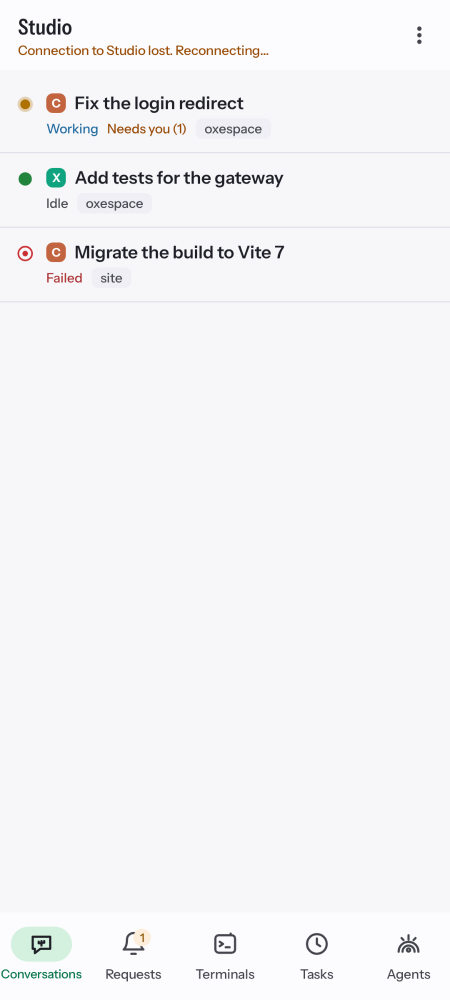 Studio
Connection to Studio lost. Reconnecting...
C Fix the login redirect
Working Needs you (1) oxespace
X Add tests for the gateway
Idle oxespace
C Migrate the build to Vite 7
Failed site
1
Conversations Requests Terminals Tasks Agents